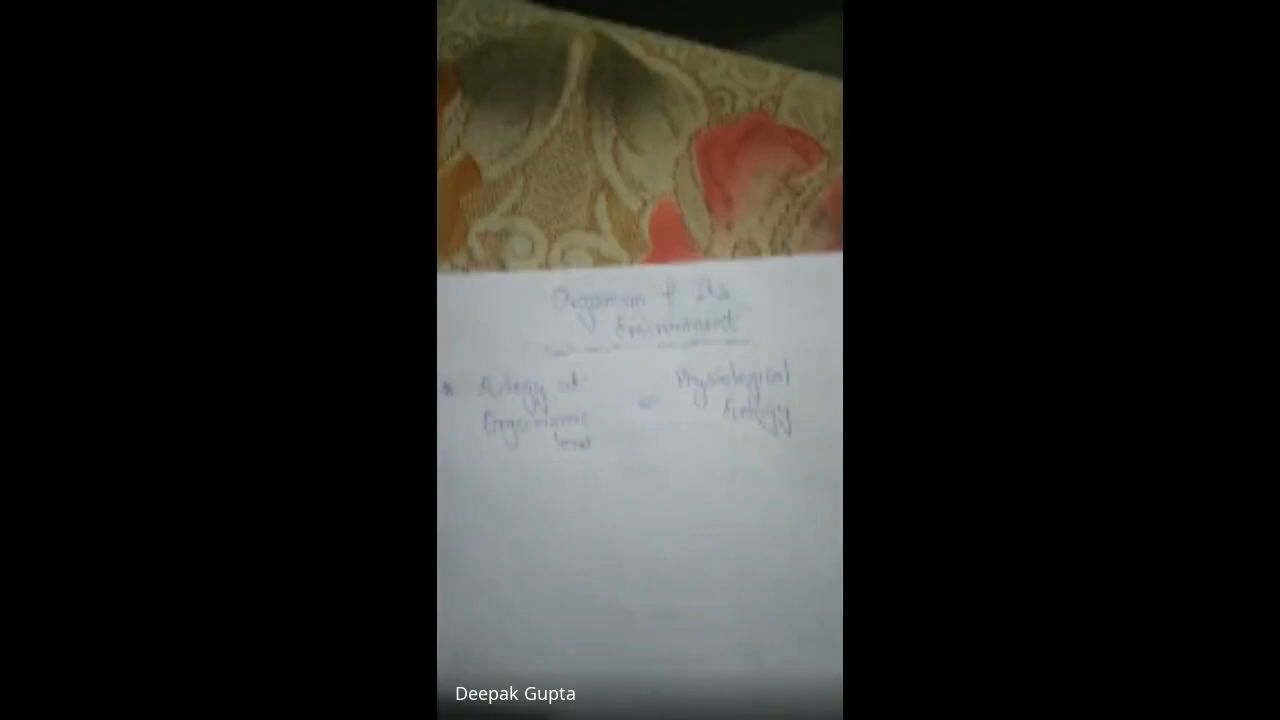 Organism & Its
Environment
* Ecology at
Organismic
level
= Physiological
Ecology
Deepak Gupta